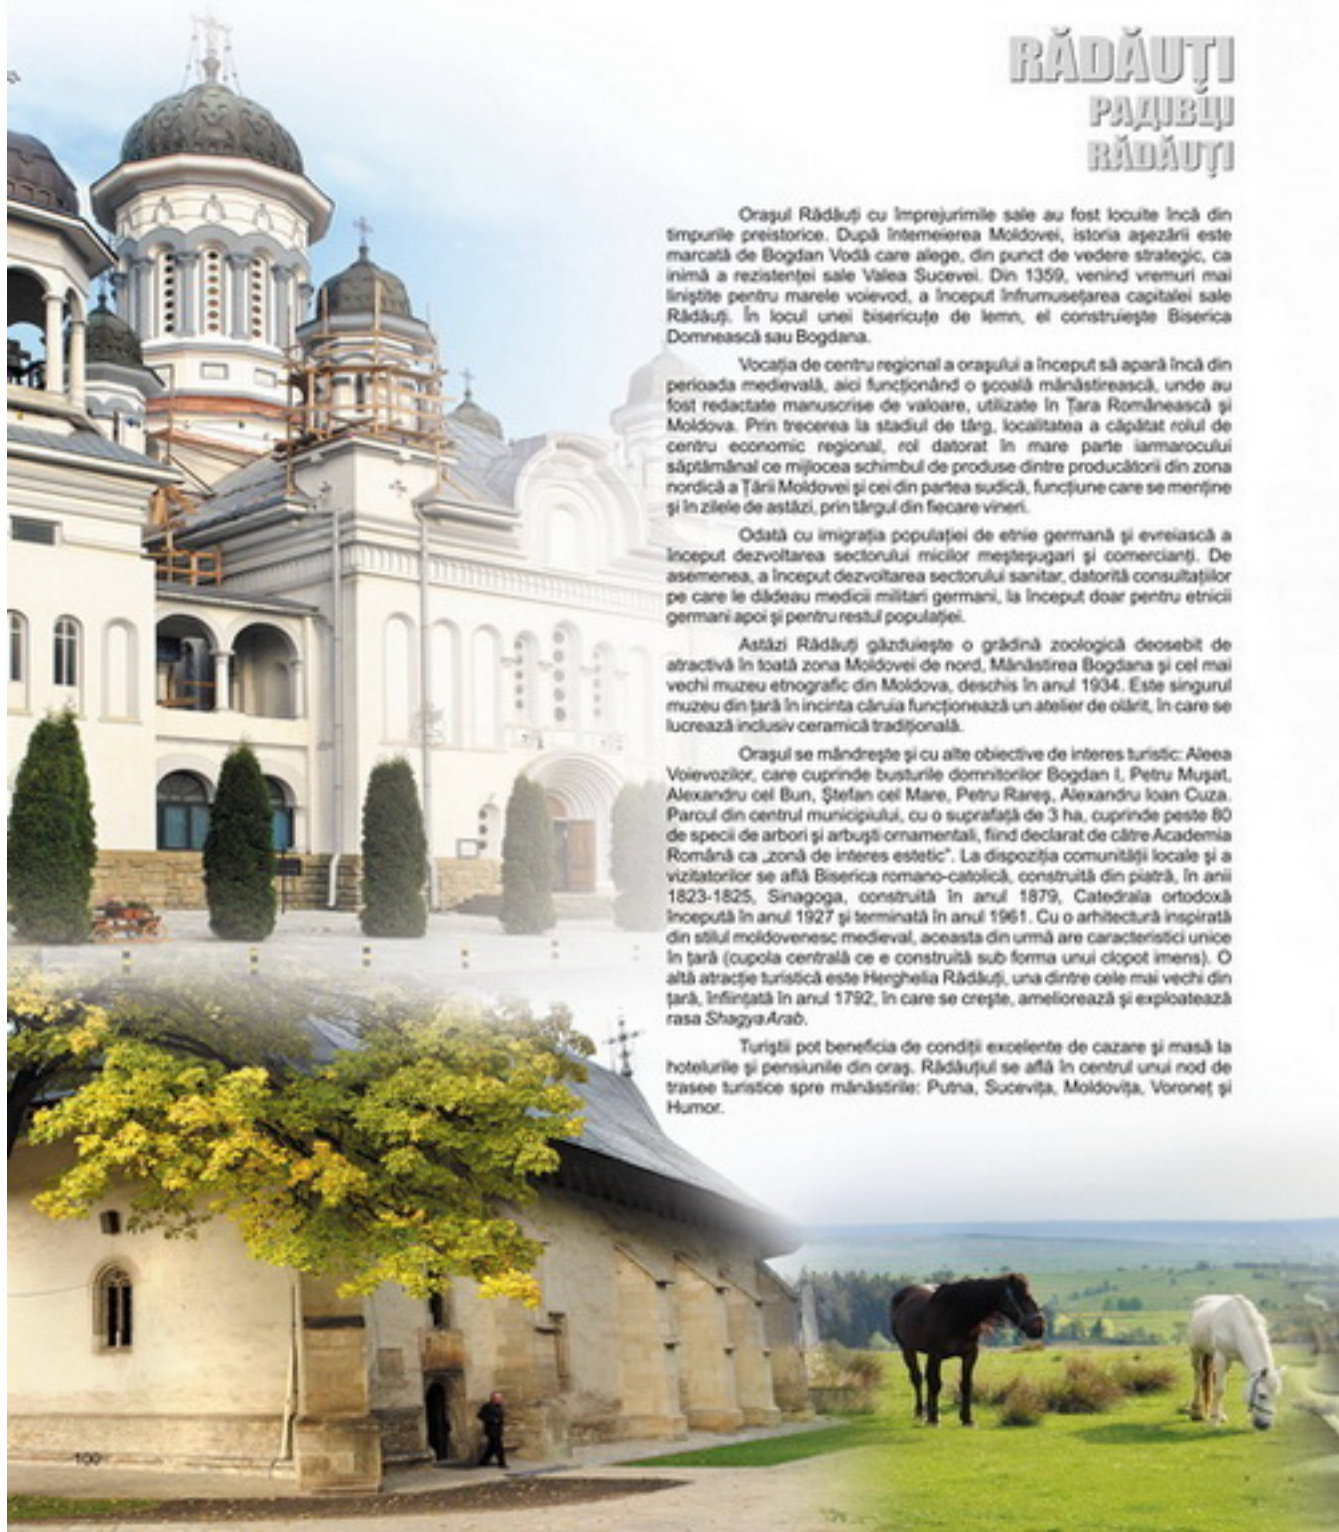 RĂDĂUŢI
РАДІВЦІ
RĂDĂUŢI
Oraşul Rădăuţi cu împrejurimile sale au fost locuite încă din
timpurile preistorice. După întemeierea Moldovei, istoria aşezării este
marcată de Bogdan Vodă care alege, din punct de vedere strategic, ca
inimă a rezistenţei sale Valea Sucevei. Din 1359, venind vremuri mai
liniştite pentru marele voievod, a început înfrumuseţarea capitalei sale
Rădăuţi. În locul unei bisericuţe de lemn, el construieşte Biserica
Domnească sau Bogdana.
Vocaţia de centru regional a oraşului a început să apară încă din
perioada medievală, aici funcţionând o şcoală mânăstirească, unde au
fost redactate manuscrise de valoare, utilizate în Ţara Românească şi
Moldova. Prin trecerea la stadiul de târg, localitatea a căpătat rolul de
centru economic regional, rol datorat în mare parte iarmarocului
săptămânal ce mijlocea schimbul de produse dintre producătorii din zona
nordică a Ţării Moldovei şi cei din partea sudică, funcţiune care se menţine
şi în zilele de astăzi, prin târgul din fiecare vineri.
Odată cu imigraţia populaţiei de etnie germană şi evreiască a
început dezvoltarea sectorului micilor meşteşugari şi comercianţi. De
asemenea, a început dezvoltarea sectorului sanitar, datorită consultaţiilor
pe care le dădeau medicii militari germani, la început doar pentru etnicii
germani apoi şi pentru restul populaţiei.
Astăzi Rădăuţi găzduieşte o grădină zoologică deosebit de
atractivă în toată zona Moldovei de nord, Mânăstirea Bogdana şi cel mai
vechi muzeu etnografic din Moldova, deschis în anul 1934. Este singurul
muzeu din ţară în incinta căruia funcţionează un atelier de olărit, în care se
lucrează inclusiv ceramică tradiţională.
Oraşul se mândreşte şi cu alte obiective de interes turistic: Aleea
Voievozilor, care cuprinde busturile domnitorilor Bogdan I, Petru Muşat,
Alexandru cel Bun, Ştefan cel Mare, Petru Rareş, Alexandru Ioan Cuza.
Parcul din centrul municipiului, cu o suprafaţă de 3 ha, cuprinde peste 80
de specii de arbori şi arbuşti ornamentali, fiind declarat de către Academia
Română ca „zonă de interes estetic”. La dispoziţia comunităţii locale şi a
vizitatorilor se află Biserica romano-catolică, construită din piatră, în anii
1823-1825, Sinagoga, construită în anul 1879, Catedrala ortodoxă
începută în anul 1927 şi terminată în anul 1961. Cu o arhitectură inspirată
din stilul moldovenesc medieval, aceasta din urmă are caracteristici unice
în ţară (cupola centrală ce e construită sub forma unui clopot imens). O
altă atracţie turistică este Herghelia Rădăuţi, una dintre cele mai vechi din
ţară, înfiinţată în anul 1792, în care se creşte, ameliorează şi exploatează
rasa Shagya Arab.
Turiştii pot beneficia de condiţii excelente de cazare şi masă la
hotelurile şi pensiunile din oraş. Rădăuţiul se află în centrul unui nod de
trasee turistice spre mânăstirile: Putna, Suceviţa, Moldoviţa, Voroneţ şi
Humor.
100